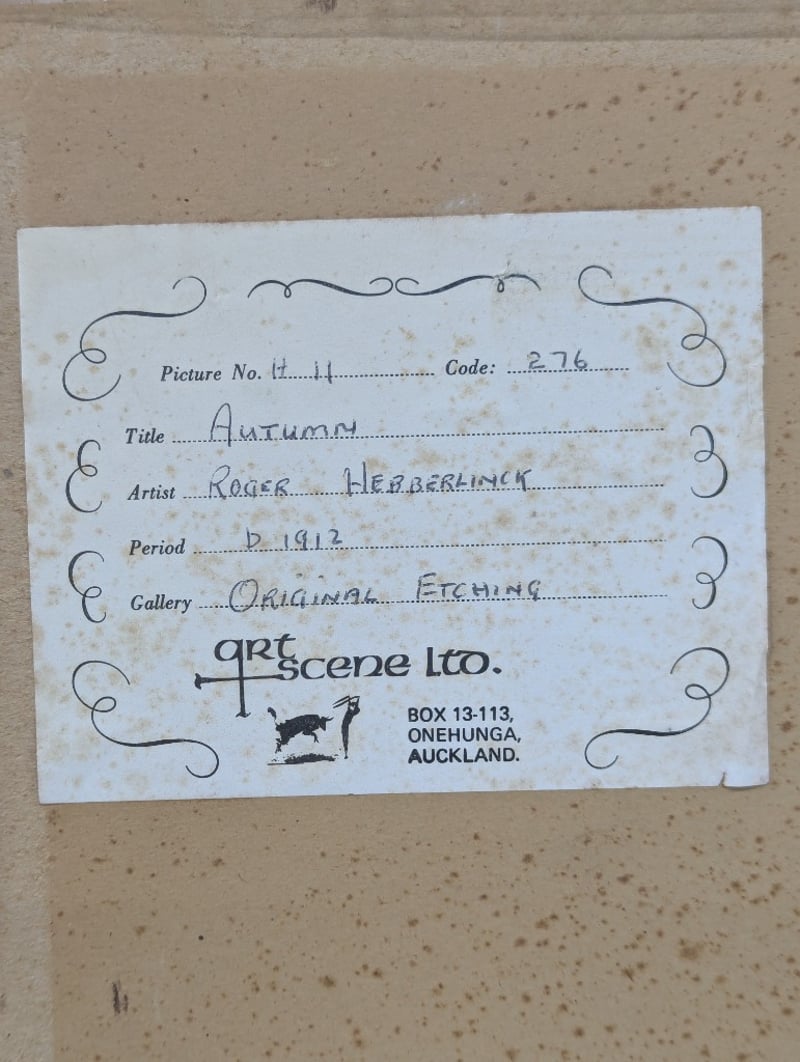 Picture No. H 11 Code: 276
Title AUTUMN
Artist ROGER HEBBERLINCK
Period b 1912
Gallery ORIGINAL ETCHING
art
scene Ltd.
BOX 13-113,
ONEHUNGA,
AUCKLAND.